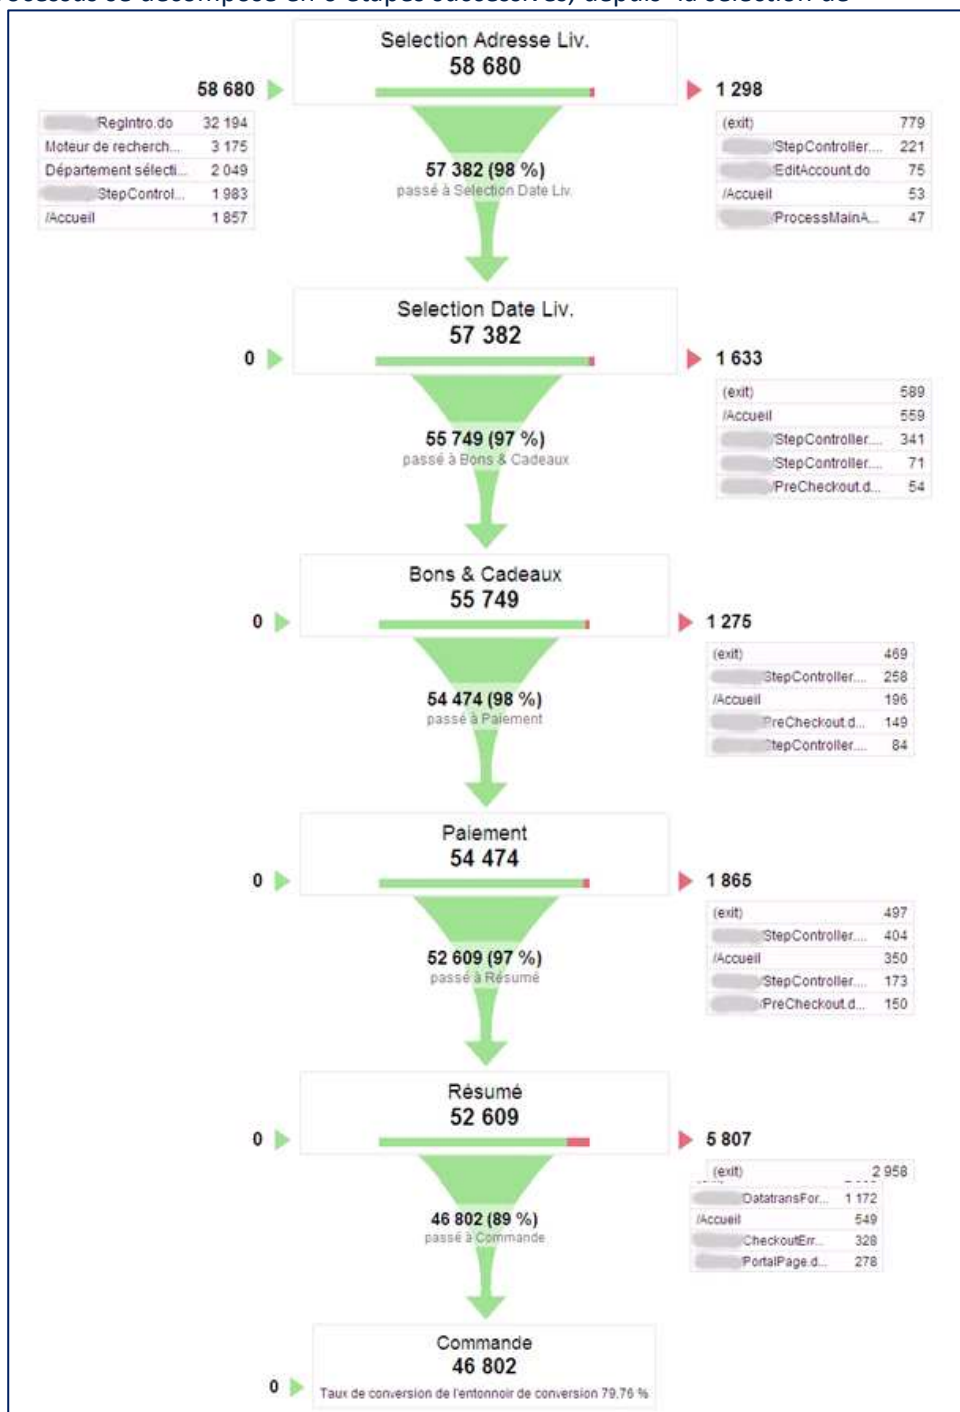 Selection Adresse Liv.
58 680
58 680
1 298
RegIntro.do 32 194
Moteur de recherch... 3 175
Département sélecti... 2 049
StepControl... 1 983
/Accueil 1 857
(exit) 779
/StepController.... 221
/EditAccount.do 75
/Accueil 53
/ProcessMainA... 47
57 382 (98 %)
passé à Selection Date Liv.
Selection Date Liv.
57 382
0
1 633
(exit) 589
/Accueil 559
/StepController.... 341
/StepController.... 71
/PreCheckout.d... 54
55 749 (97 %)
passé à Bons & Cadeaux
Bons & Cadeaux
55 749
0
1 275
(exit) 469
StepController.... 258
/Accueil 196
PreCheckout.d... 149
StepController.... 84
54 474 (98 %)
passé à Paiement
Paiement
54 474
0
1 865
(exit) 497
StepController.... 404
/Accueil 350
/StepController.... 173
/PreCheckout.d... 150
52 609 (97 %)
passé à Résumé
Résumé
52 609
0
5 807
(exit) 2 958
DatatransFor... 1 172
/Accueil 549
CheckoutErr... 328
PortalPage.d... 278
46 802 (89 %)
passé à Commande
Commande
46 802
0
Taux de conversion de l'entonnoir de conversion 79,76 %